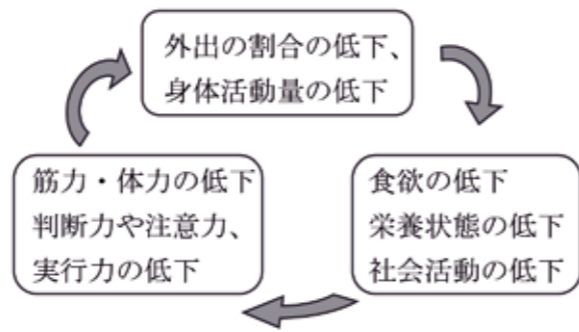 外出の割合の低下、
身体活動量の低下
筋力・体力の低下
判断力や注意力、
実行力の低下
食欲の低下
栄養状態の低下
社会活動の低下